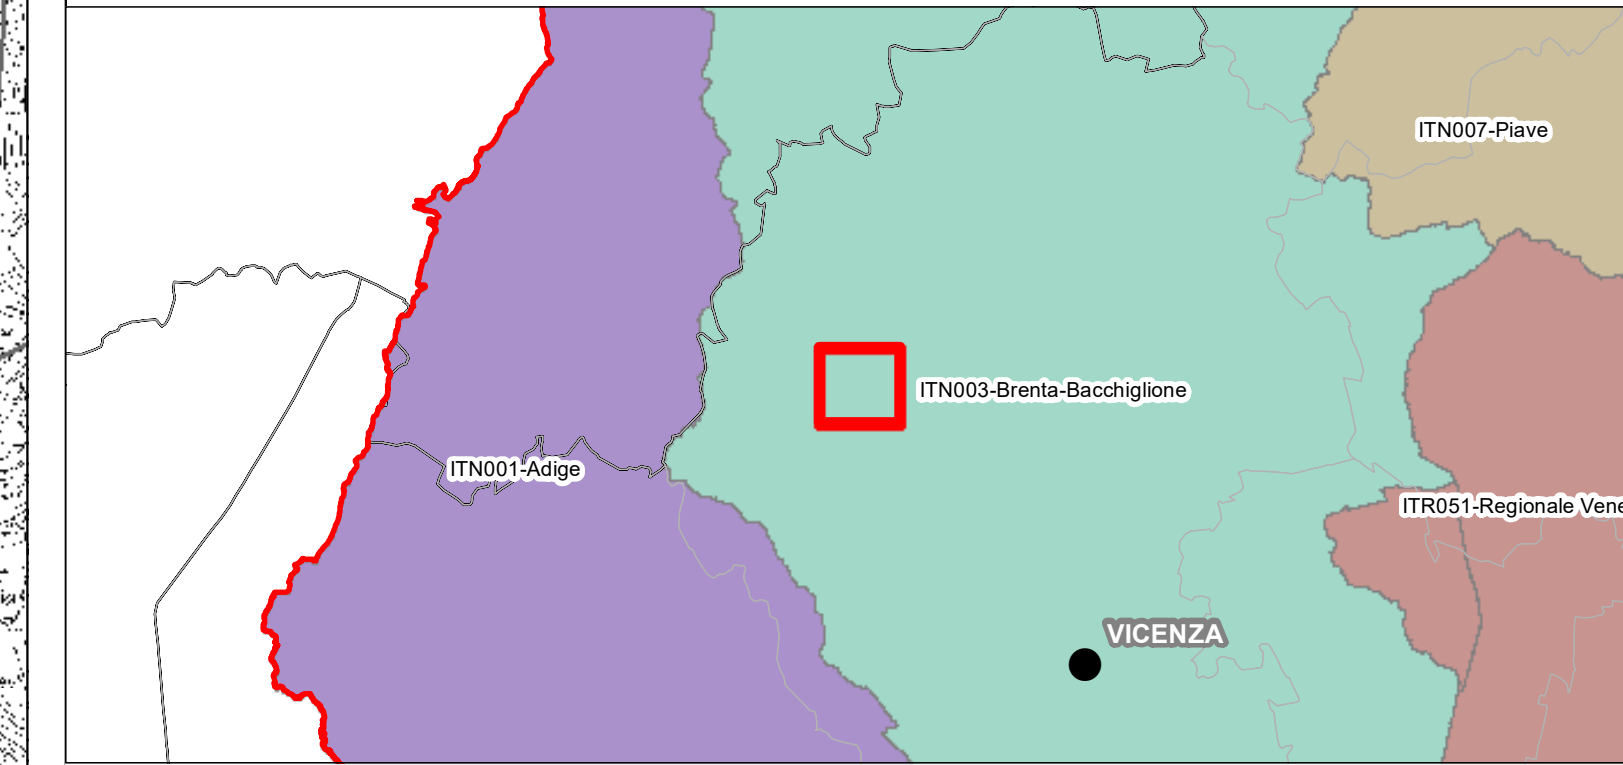 ITN007-Piave
ITN003-Brenta-Bacchiglione
ITN001-Adige
ITR051-Regionale Vene
VICENZA